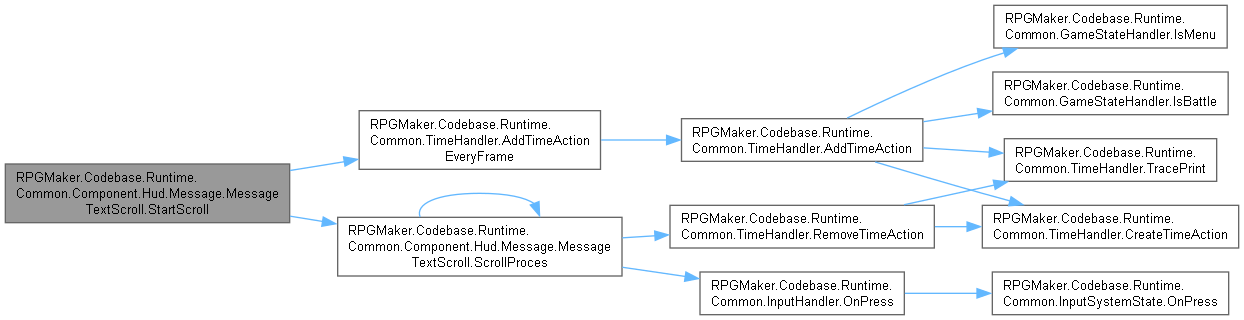 RPGMaker.Codebase.Runtime.
Common.Component.Hud.Message.Message
TextScroll.StartScroll
RPGMaker.Codebase.Runtime.
Common.TimeHandler.AddTimeAction
EveryFrame
RPGMaker.Codebase.Runtime.
Common.Component.Hud.Message.Message
TextScroll.ScrollProces
RPGMaker.Codebase.Runtime.
Common.TimeHandler.AddTimeAction
RPGMaker.Codebase.Runtime.
Common.TimeHandler.RemoveTimeAction
RPGMaker.Codebase.Runtime.
Common.InputHandler.OnPress
RPGMaker.Codebase.Runtime.
Common.GameStateHandler.IsMenu
RPGMaker.Codebase.Runtime.
Common.GameStateHandler.IsBattle
RPGMaker.Codebase.Runtime.
Common.TimeHandler.TracePrint
RPGMaker.Codebase.Runtime.
Common.TimeHandler.CreateTimeAction
RPGMaker.Codebase.Runtime.
Common.InputSystemState.OnPress